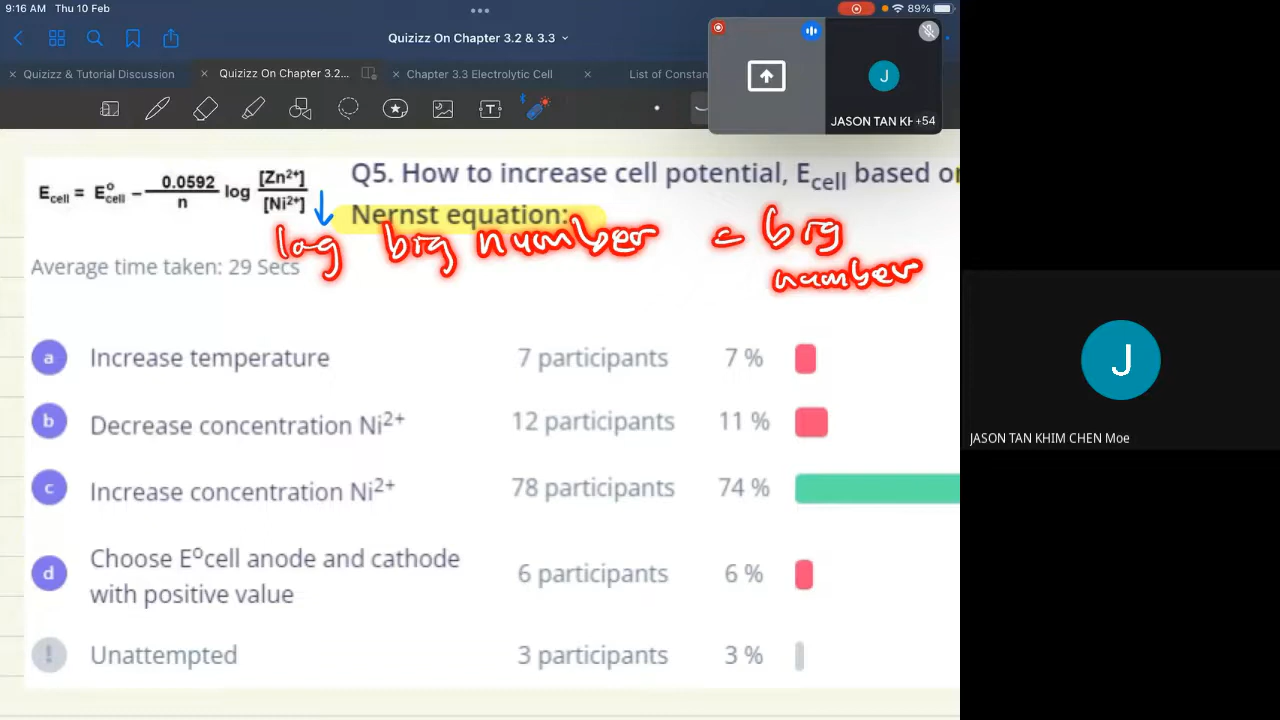 9:16 AM Thu 10 Feb
89%
Quizizz On Chapter 3.2 & 3.3
Quizizz & Tutorial Discussion
Quizizz On Chapter 3.2...
Chapter 3.3 Electrolytic Cell
List of Constan
JASON TAN KH +54
E cell = E°cell − 0.0592/n log [Zn²⁺]/[Ni²⁺]
Q5. How to increase cell potential, Ecell based on
Nernst equation:
log big number = big
number
Average time taken: 29 Secs
a Increase temperature 7 participants 7 %
b Decrease concentration Ni²⁺ 12 participants 11 %
c Increase concentration Ni²⁺ 78 participants 74 %
d Choose E°cell anode and cathode
with positive value 6 participants 6 %
! Unattempted 3 participants 3 %
J
J
JASON TAN KHIM CHEN Moe